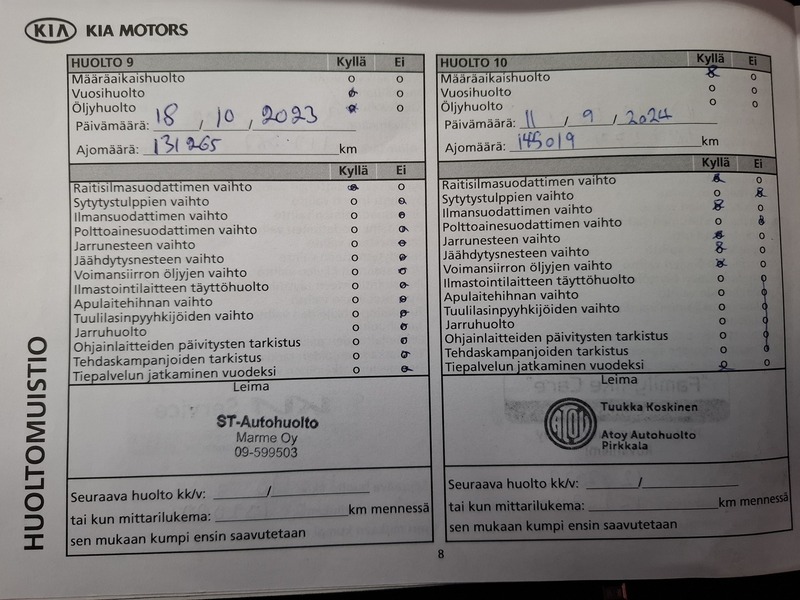 KIA KIA MOTORS
HUOLTO 9 Kyllä Ei
Määräaikaishuolto o o
Vuosihuolto o
Öljyhuolto o
Päivämäärä: 18 / 10 / 2023
Ajomäärä: 131265 km
Kyllä Ei
Raitisilmasuodattimen vaihto o
Sytytystulppien vaihto o
Ilmansuodattimen vaihto o
Polttoainesuodattimen vaihto o
Jarrunesteen vaihto o
Jäähdytysnesteen vaihto o
Voimansiirron öljyjen vaihto o
Ilmastointilaitteen täyttöhuolto o
Apulaitehihnan vaihto o
Tuulilasinpyyhkijöiden vaihto o
Jarruhuolto o
Ohjainlaitteiden päivitysten tarkistus o
Tehdaskampanjoiden tarkistus o
Tiepalvelun jatkaminen vuodeksi o
Leima
ST-Autohuolto
Marme Oy
09-599503
Seuraava huolto kk/v: /
tai kun mittarilukema: km mennessä
sen mukaan kumpi ensin saavutetaan
HUOLTO 10 Kyllä Ei
Määräaikaishuolto o
Vuosihuolto o o
Öljyhuolto o o
Päivämäärä: 11 / 9 / 2024
Ajomäärä: 145019 km
Kyllä Ei
Raitisilmasuodattimen vaihto o
Sytytystulppien vaihto o
Ilmansuodattimen vaihto o
Polttoainesuodattimen vaihto o
Jarrunesteen vaihto o
Jäähdytysnesteen vaihto o
Voimansiirron öljyjen vaihto o
Ilmastointilaitteen täyttöhuolto o
Apulaitehihnan vaihto o
Tuulilasinpyyhkijöiden vaihto o
Jarruhuolto o
Ohjainlaitteiden päivitysten tarkistus o
Tehdaskampanjoiden tarkistus o
Tiepalvelun jatkaminen vuodeksi o
Leima
ATOY
Tuukka Koskinen
Atoy Autohuolto
Pirkkala
Seuraava huolto kk/v: /
tai kun mittarilukema: km mennessä
sen mukaan kumpi ensin saavutetaan
HUOLTOMUISTIO
8